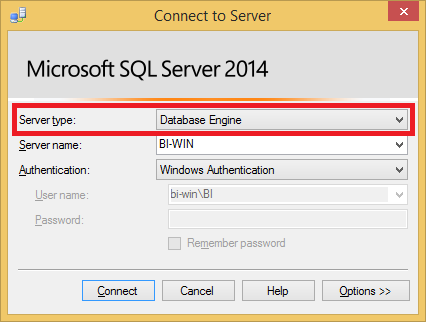 Connect to Server
Microsoft SQL Server 2014
Server type: Database Engine
Server name: BI-WIN
Authentication: Windows Authentication
User name: bi-win\BI
Password:
Remember password
Connect Cancel Help Options >>